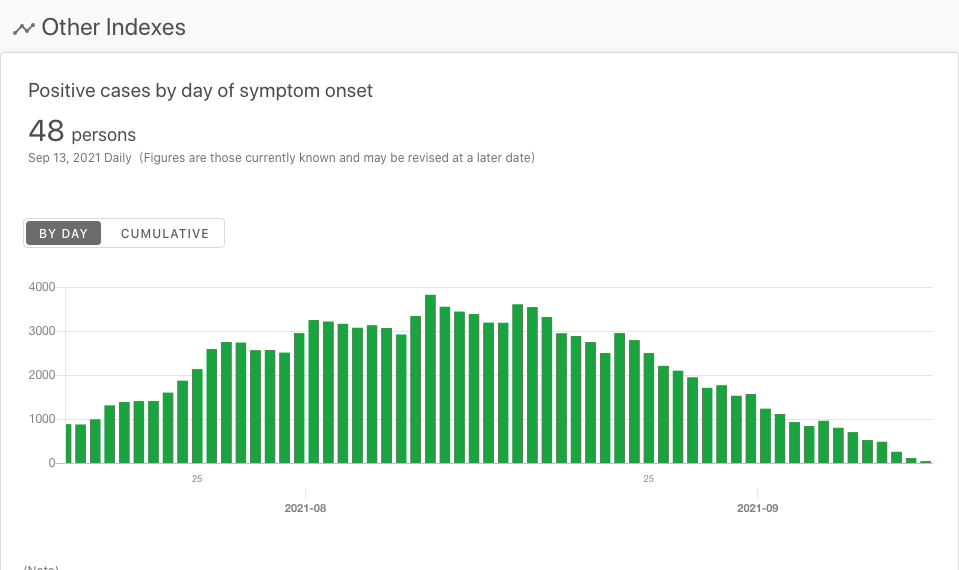 Other Indexes
Positive cases by day of symptom onset
48 persons
Sep 13, 2021 Daily (Figures are those currently known and may be revised at a later date)
BY DAY CUMULATIVE
4000
3000
2000
1000
0
25 25
2021-08 2021-09
(Note)